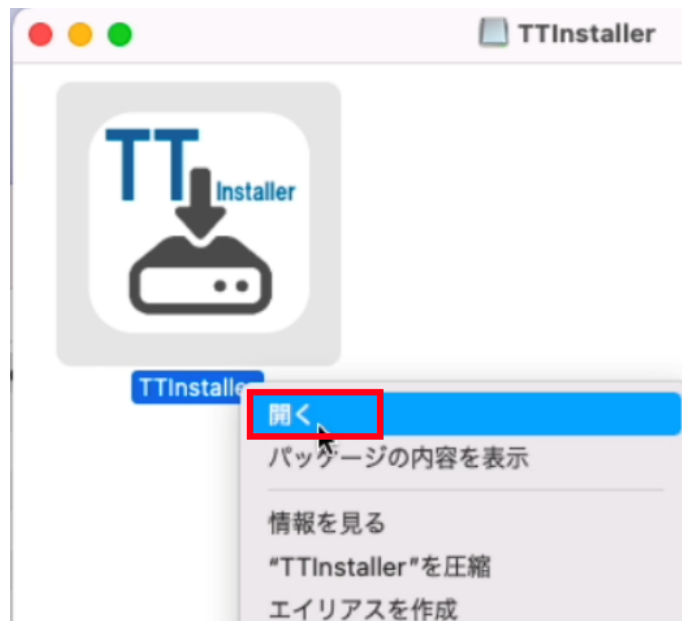 TTInstaller
TT Installer
TTInstaller
開く
パッケージの内容を表示
情報を見る
“TTInstaller”を圧縮
エイリアスを作成